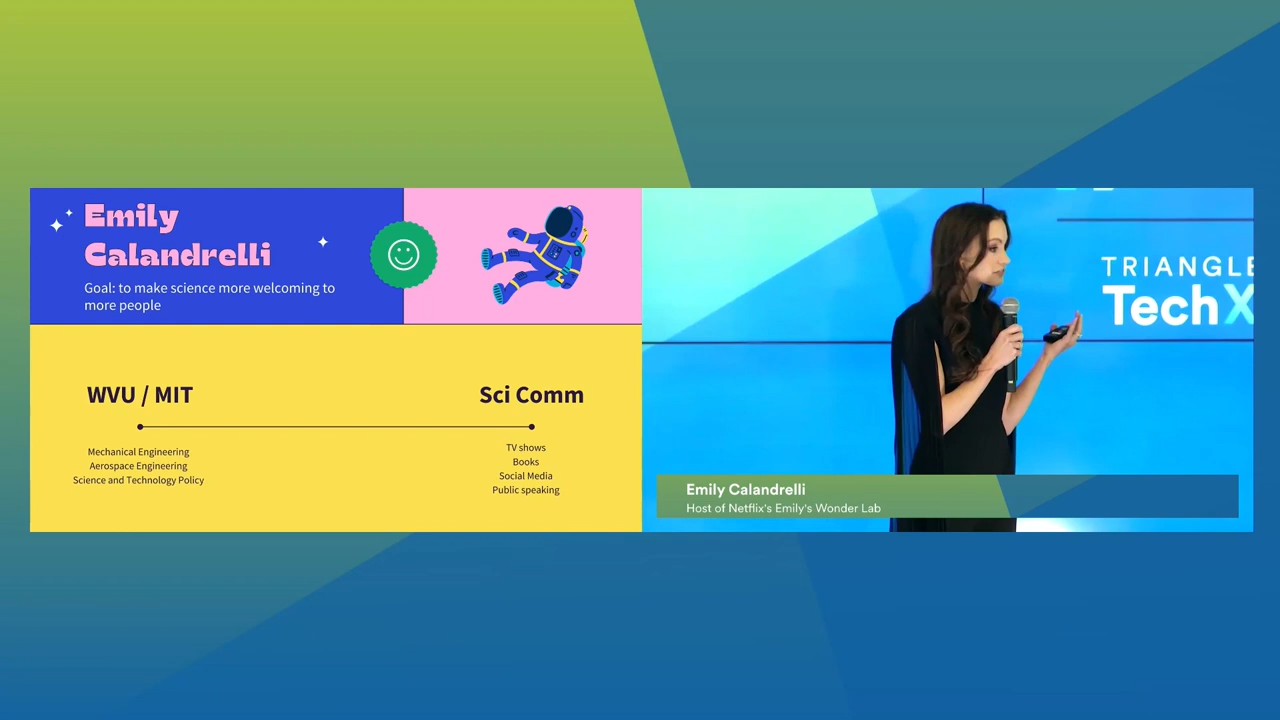 Emily
Calandrelli
Goal: to make science more welcoming to
more people
WVU / MIT
Mechanical Engineering
Aerospace Engineering
Science and Technology Policy
Sci Comm
TV shows
Books
Social Media
Public speaking
TRIANGLE
TechX
Emily Calandrelli
Host of Netflix's Emily's Wonder Lab